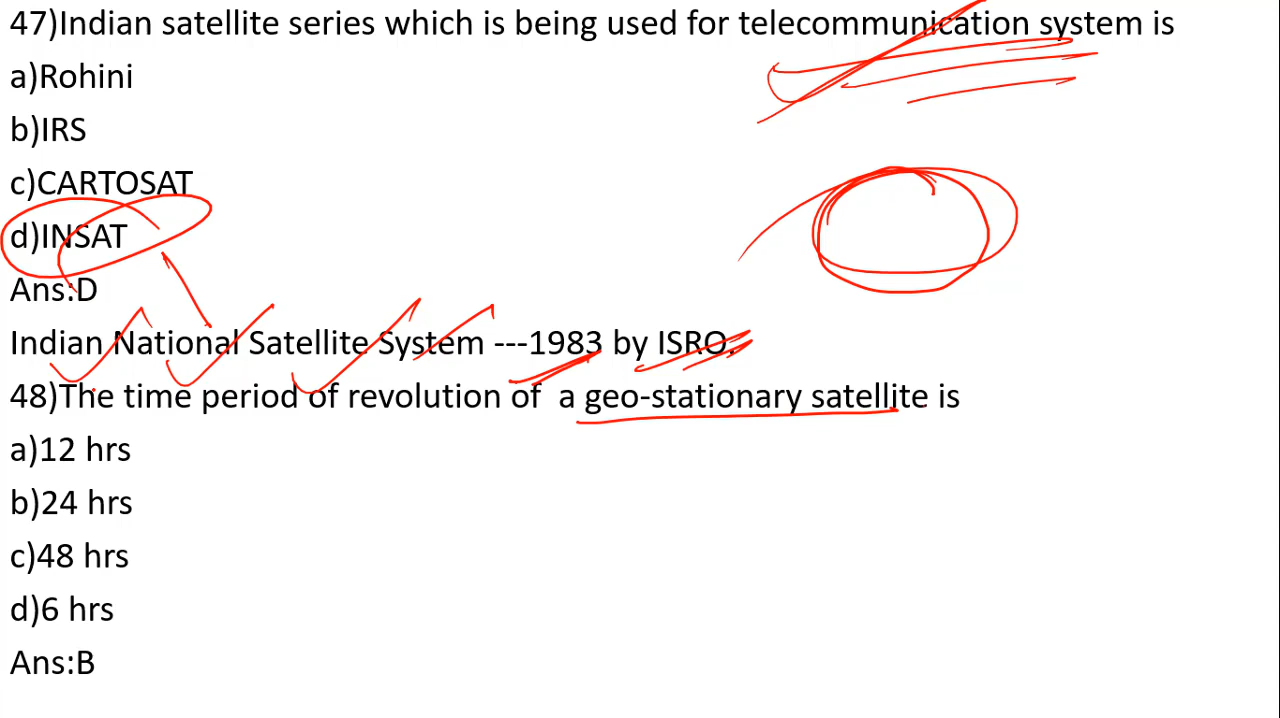 47)Indian satellite series which is being used for telecommunication system is
a)Rohini
b)IRS
c)CARTOSAT
d)INSAT
Ans:D
Indian National Satellite System ---1983 by ISRO.
48)The time period of revolution of a geo-stationary satellite is
a)12 hrs
b)24 hrs
c)48 hrs
d)6 hrs
Ans:B